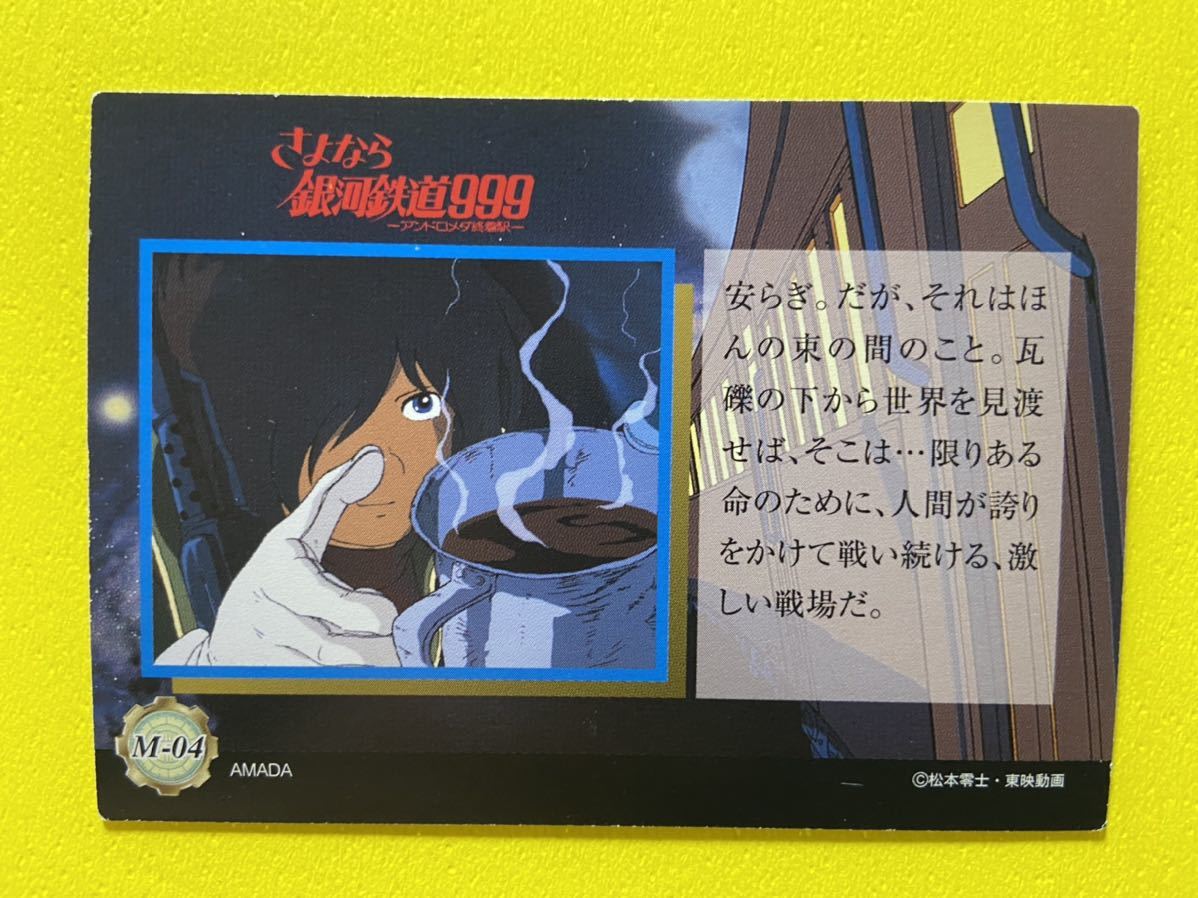 さよなら
銀河鉄道999
―アンドロメダ終着駅―
安らぎ。だが、それはほ
んの束の間のこと。瓦
礫の下から世界を見渡
せば、そこは…限りある
命のために、人間が誇り
をかけて戦い続ける、激
しい戦場だ。
M-04
AMADA
©松本零士・東映動画